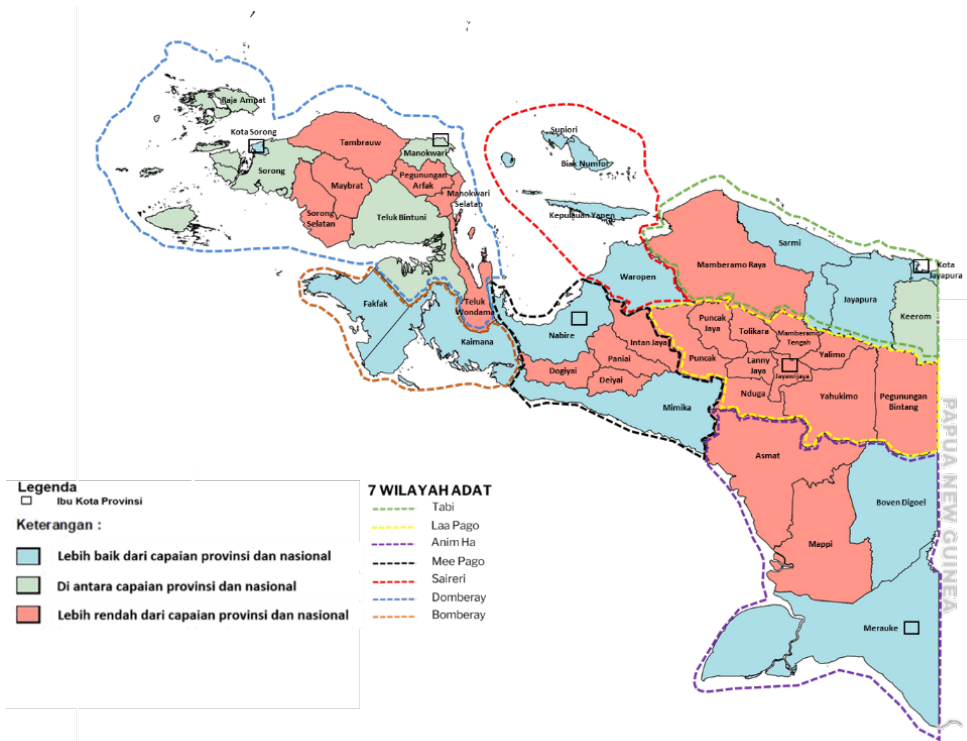 Raja Ampat
Kota Sorong
Sorong
Tambrauw
Manokwari
Maybrat
Pegunungan
Arfak
Manokwari
Selatan
Sorong
Selatan
Teluk Bintuni
Teluk
Wondama
Fakfak
Kaimana
Supiori
Biak Numfor
Kepulauan Yapen
Waropen
Mamberamo Raya
Sarmi
Kota
Jayapura
Jayapura
Keerom
Nabire
Intan Jaya
Paniai
Dogiyai
Deiyai
Mimika
Puncak
Jaya
Tolikara
Mamberamo
Tengah
Puncak
Lanny
Jaya
Jayawijaya
Yalimo
Nduga
Yahukimo
Pegunungan
Bintang
Asmat
Boven Digoel
Mappi
Merauke
PAPUA NEW GUINEA
Legenda
Ibu Kota Provinsi
Keterangan :
Lebih baik dari capaian provinsi dan nasional
Di antara capaian provinsi dan nasional
Lebih rendah dari capaian provinsi dan nasional
7 WILAYAH ADAT
Tabi
Laa Pago
Anim Ha
Mee Pago
Saireri
Domberay
Bomberay